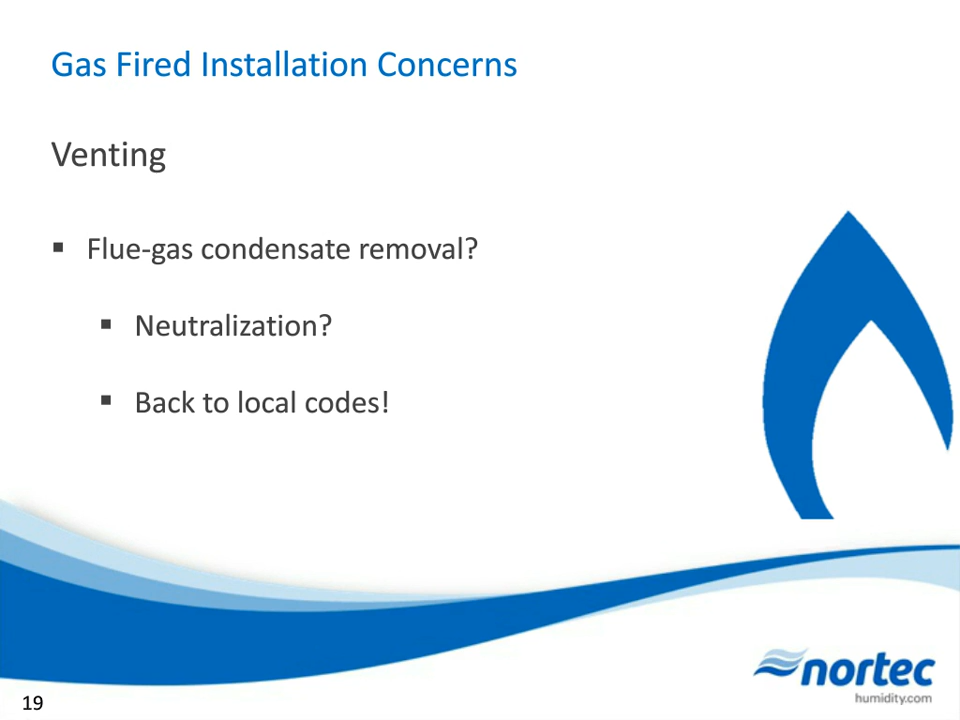 Gas Fired Installation Concerns
Venting
▪ Flue-gas condensate removal?
▪ Neutralization?
▪ Back to local codes!
nortec
humidity.com
19